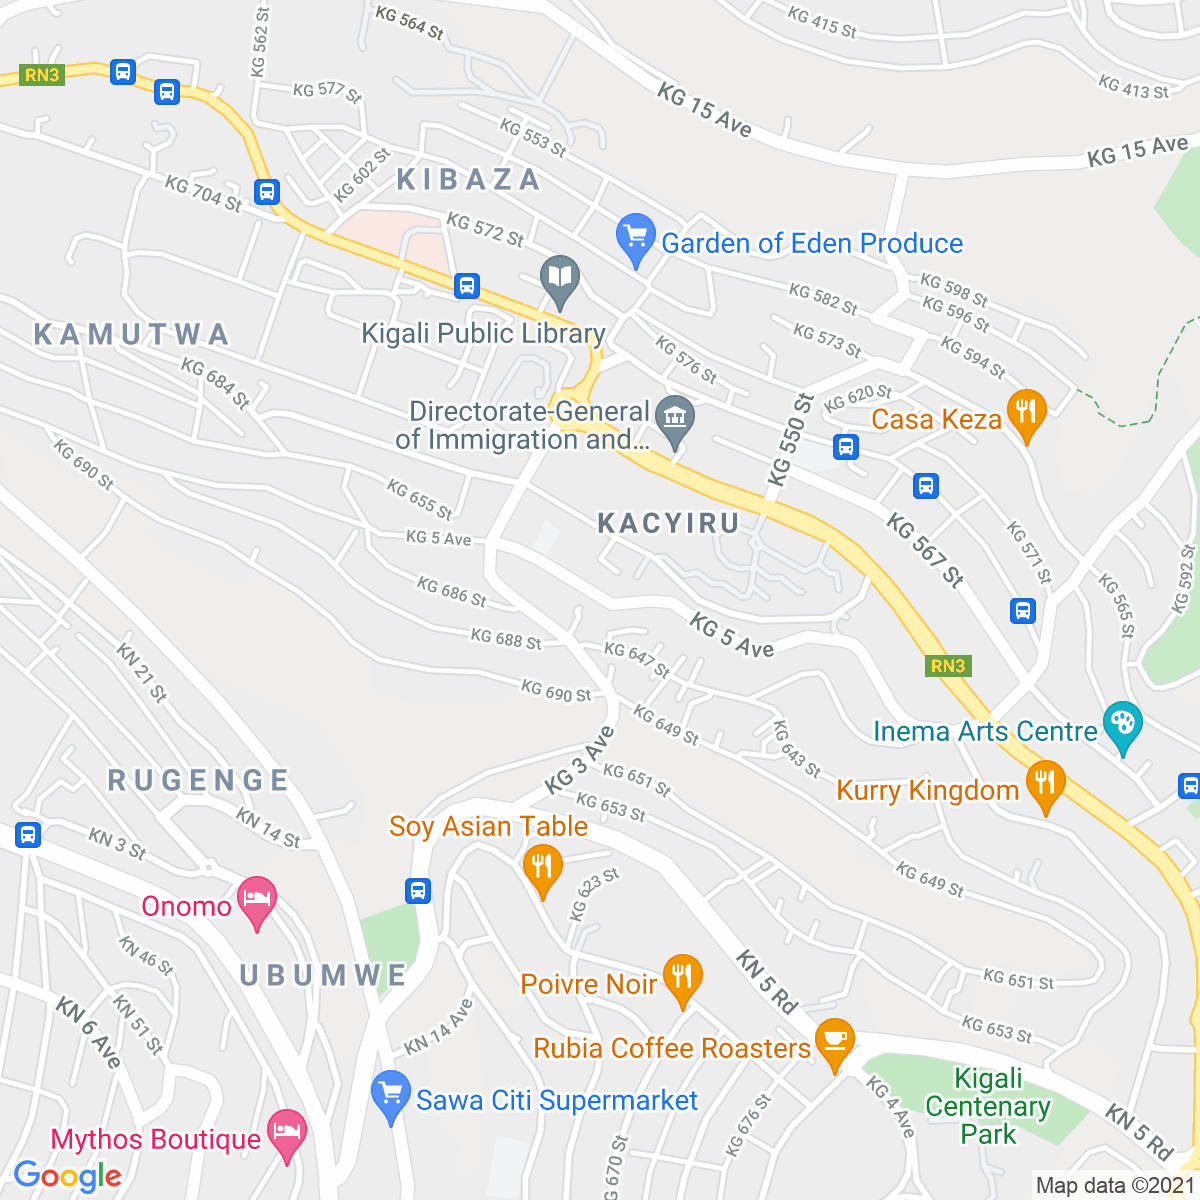 KG 564 St
KG 415 St
KG 562 St
RN3
KG 577 St
KG 413 St
KG 15 Ave
KG 553 St
KG 15 Ave
KG 602 St
KIBAZA
KG 704 St
KG 572 St
Garden of Eden Produce
KG 598 St
KG 582 St
KG 596 St
KAMUTWA
Kigali Public Library
KG 573 St
KG 594 St
KG 576 St
KG 684 St
KG 620 St
Directorate-General
of Immigration and...
Casa Keza
KG 550 St
KG 690 St
KG 655 St
KACYIRU
KG 5 Ave
KG 567 St
KG 571 St
KG 592 St
KG 686 St
KG 565 St
KG 688 St
KG 5 Ave
KG 647 St
RN3
KN 21 St
KG 690 St
KG 649 St
Inema Arts Centre
KG 643 St
KG 3 Ave
RUGENGE
KG 651 St
Kurry Kingdom
KG 653 St
KN 14 St
Soy Asian Table
KN 3 St
KG 623 St
KG 649 St
Onomo
KN 46 St
UBUMWE
Poivre Noir
KN 5 Rd
KG 651 St
KN 6 Ave
KN 51 St
KN 14 Ave
KG 653 St
Rubia Coffee Roasters
Kigali
Centenary
Park
Sawa Citi Supermarket
KG 4 Ave
KG 676 St
KN 5 Rd
Mythos Boutique
KG 670 St
Google
Map data ©2021